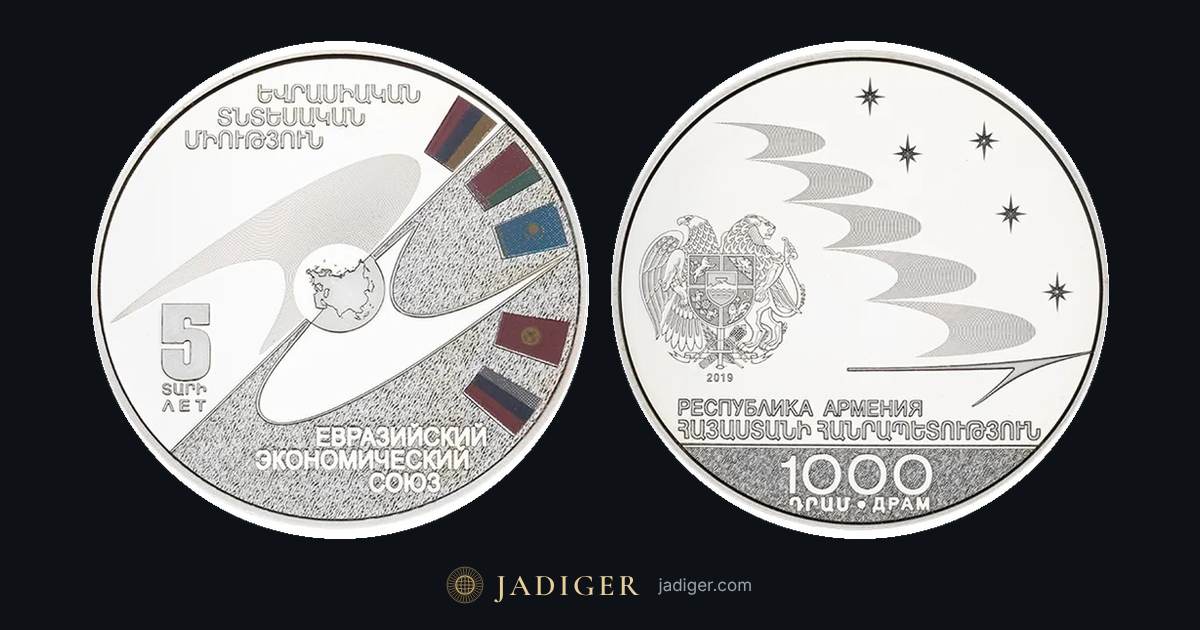 ԵՎՐԱՍԻԱԿԱՆ
ՏՆՏԵՍԱԿԱՆ
ՄԻՈՒԹՅՈՒՆ
5
ՏԱՐԻ
ЛЕТ
ЕВРАЗИЙСКИЙ
ЭКОНОМИЧЕСКИЙ
СОЮЗ
2019
РЕСПУБЛИКА АРМЕНИЯ
ՀԱՅԱՍՏԱՆԻ ՀԱՆՐԱՊԵՏՈՒԹՅՈՒՆ
1000
ԴՐԱՄ • ДРАМ
JADIGER jadiger.com